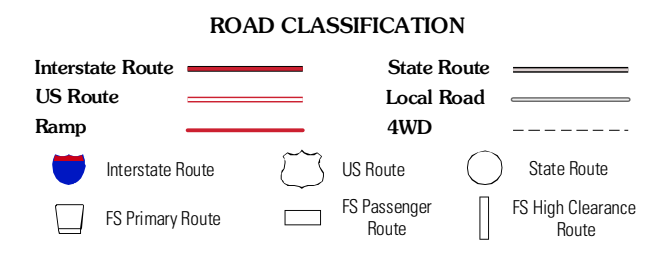 ROAD CLASSIFICATION
Interstate Route
State Route
US Route
Local Road
Ramp
4WD
Interstate Route
US Route
State Route
FS Primary Route
FS Passenger
Route
FS High Clearance
Route